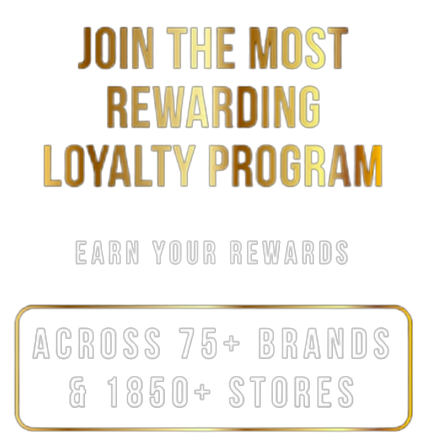 JOIN THE MOST
REWARDING
LOYALTY PROGRAM
EARN YOUR REWARDS
ACROSS 75+ BRANDS
& 1850+ STORES